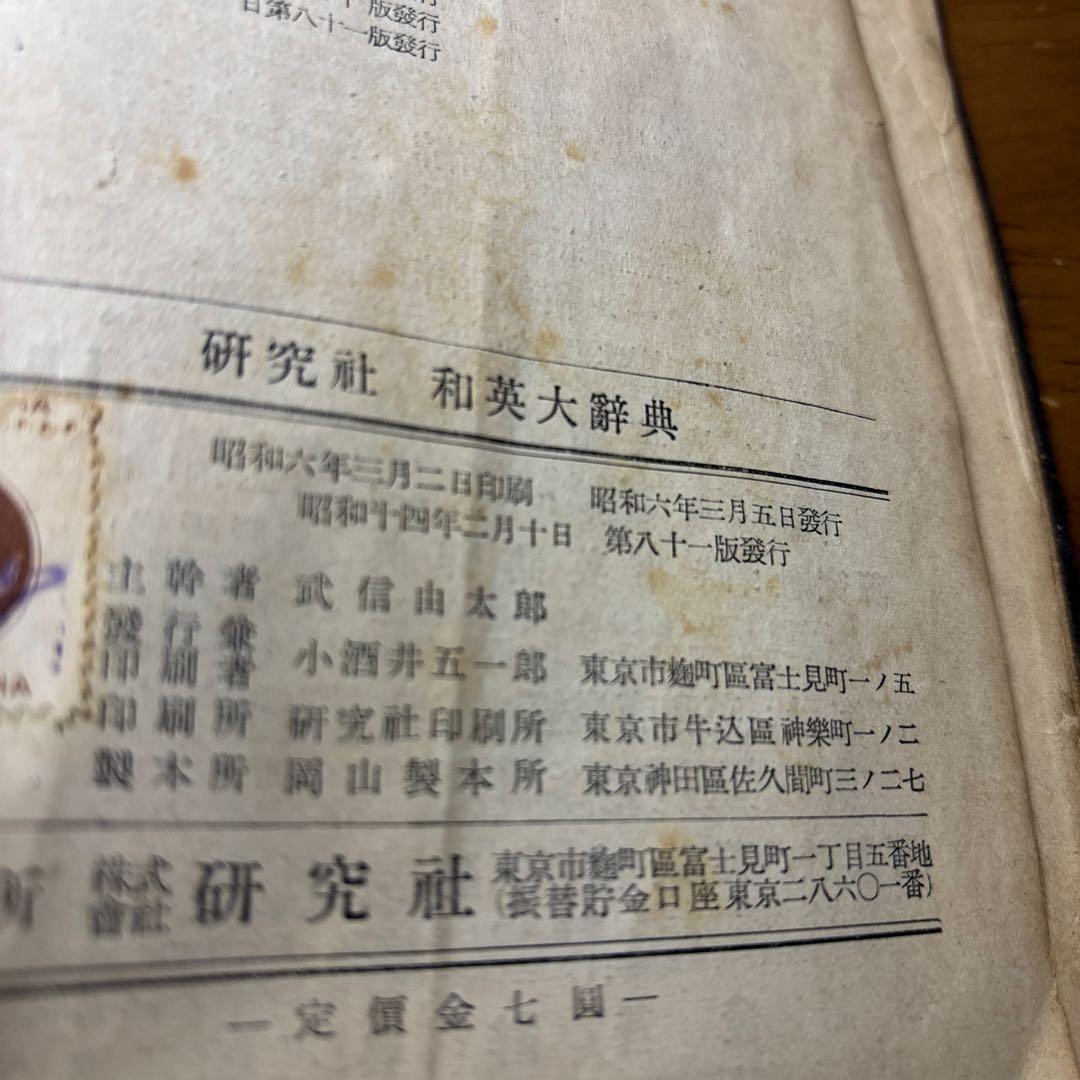 版發行
日第八十一版發行
研究社 和英大辭典
昭和六年三月二日印刷 昭和六年三月五日發行
昭和十四年二月十日 第八十一版發行
主幹者 武信由太郎
發行兼
印刷者 小酒井五一郎 東京市麹町區富士見町一ノ五
印刷所 研究社印刷所 東京市牛込區神樂町一ノ二
製本所 岡山製本所 東京神田區佐久間町三ノ二七
所 株式會社 研究社 東京市麹町區富士見町一丁目五番地
(振替貯金口座東京二八六〇一番)
—定價金七圓—